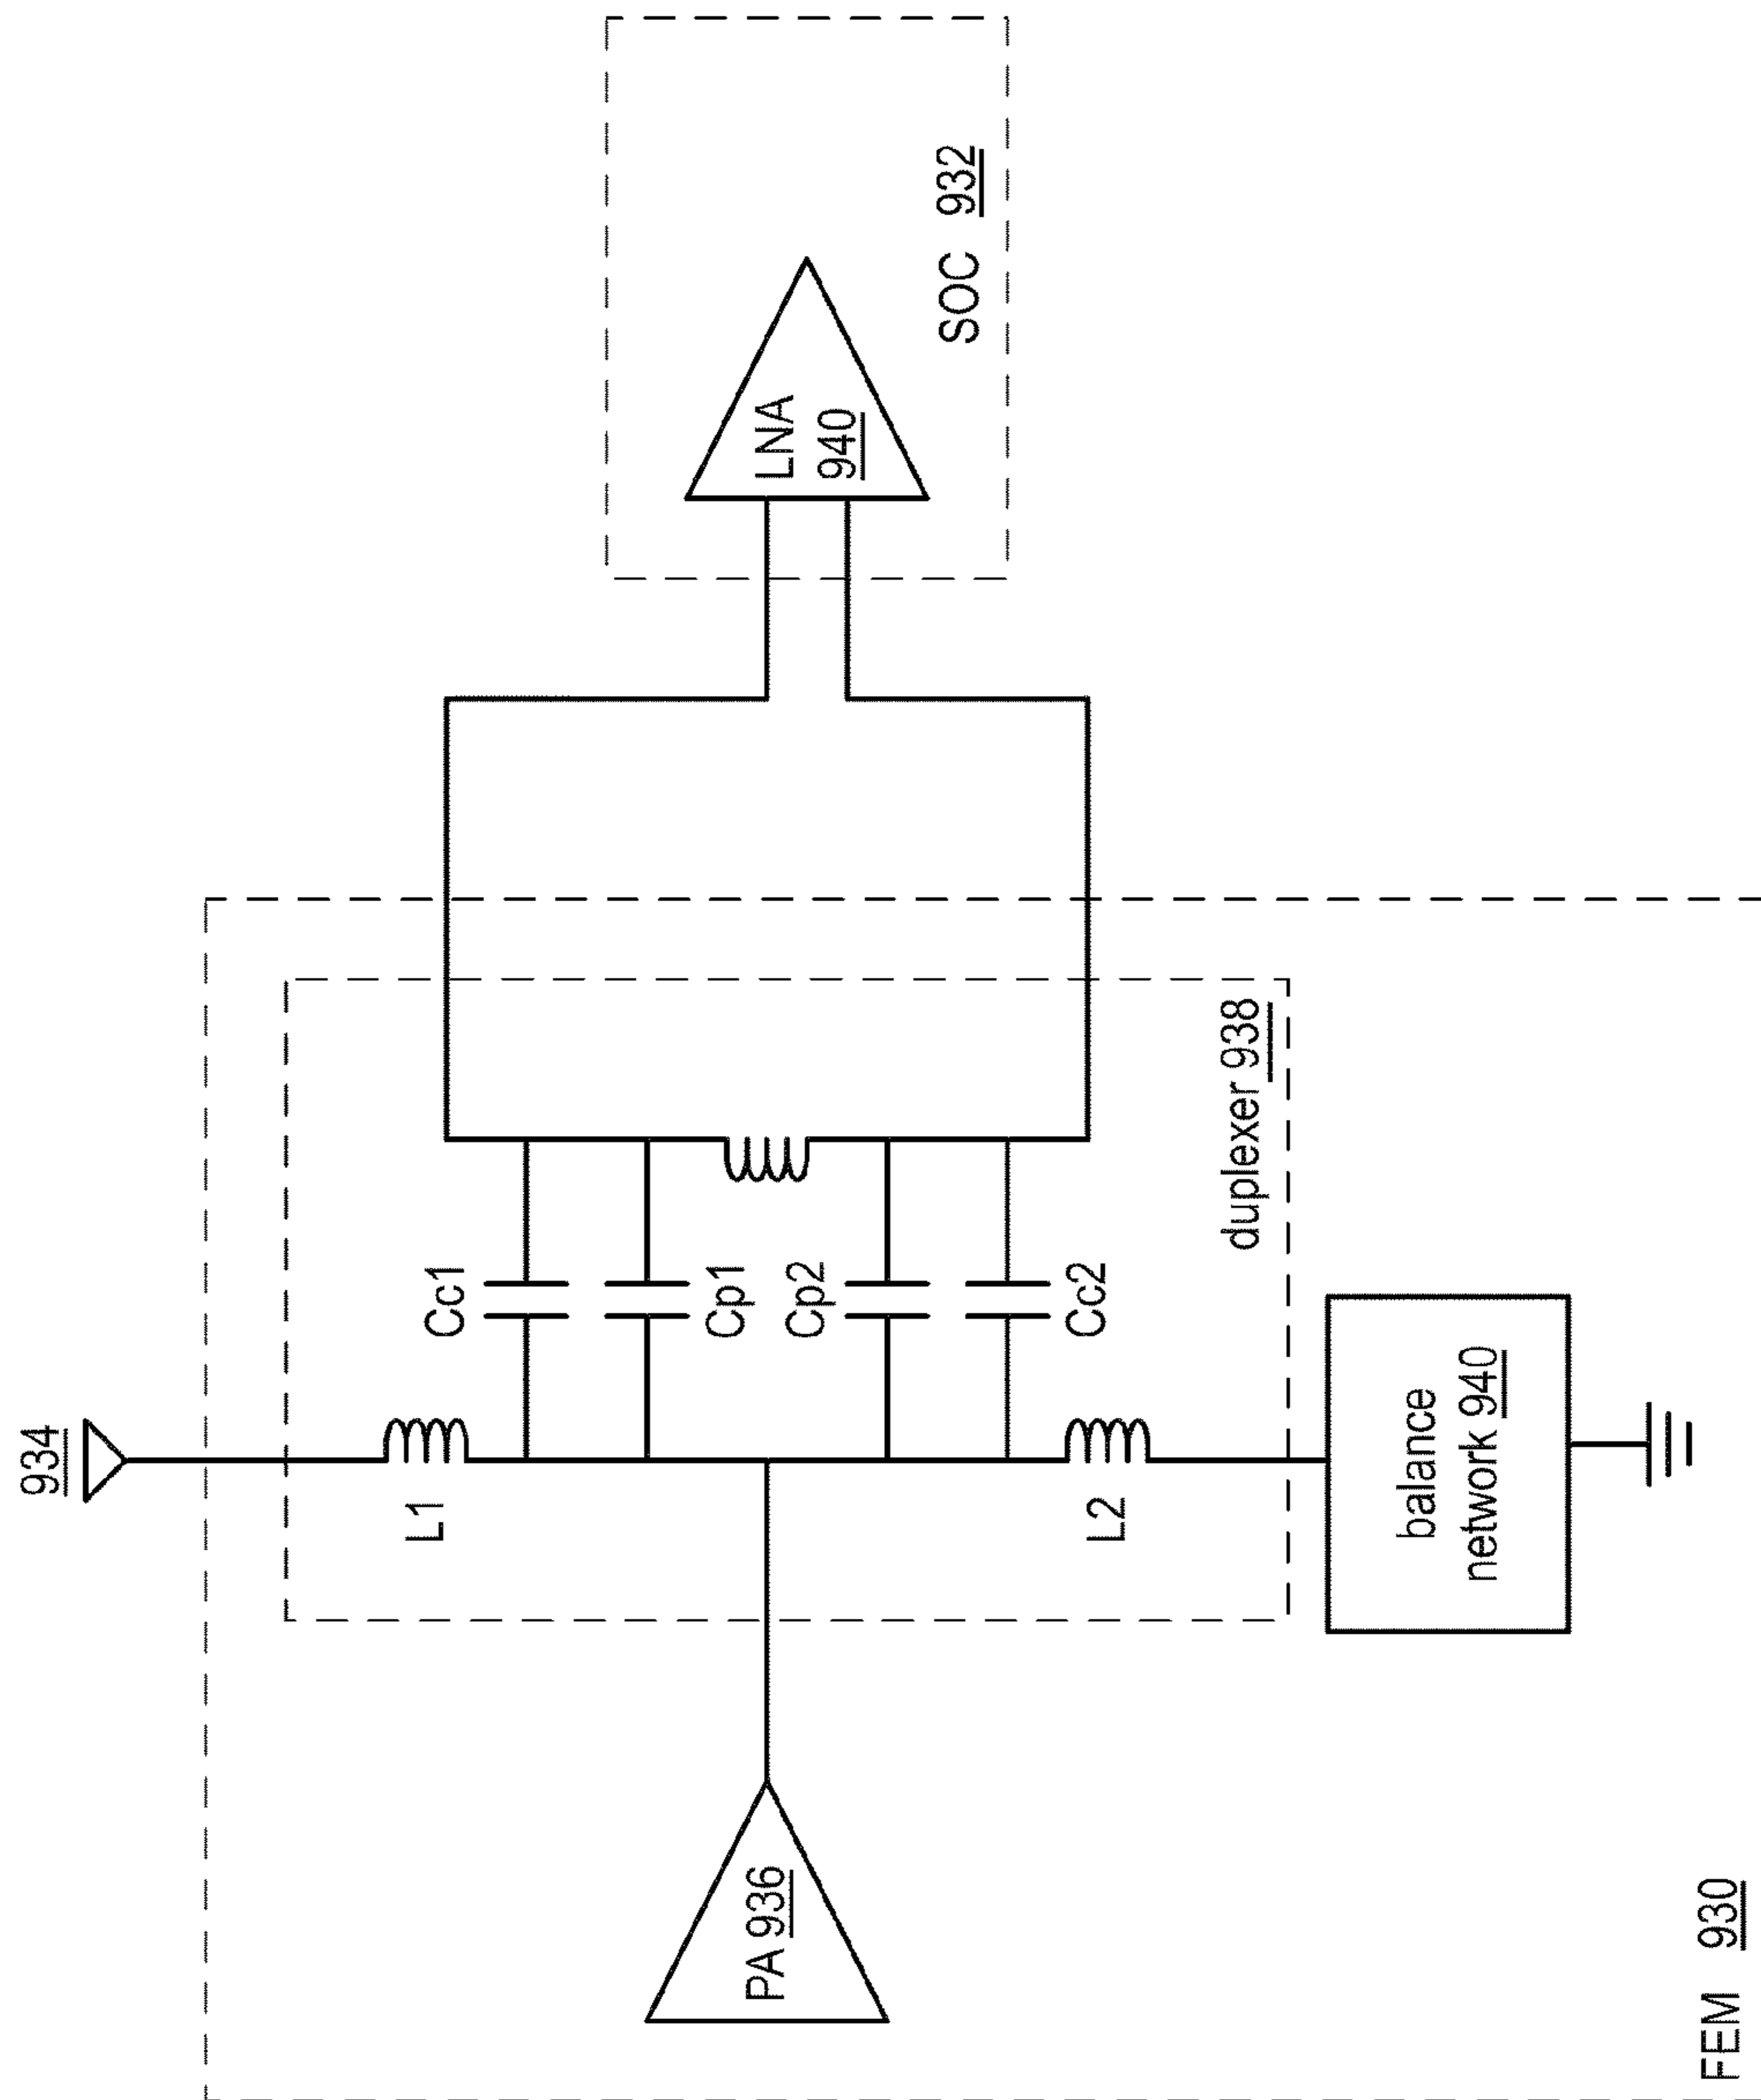 934
L1
Cc1
Cp1
Cp2
Cc2
L2
duplexer 938
balance
network 940
PA 936
FEM 930
LNA
940
SOC 932